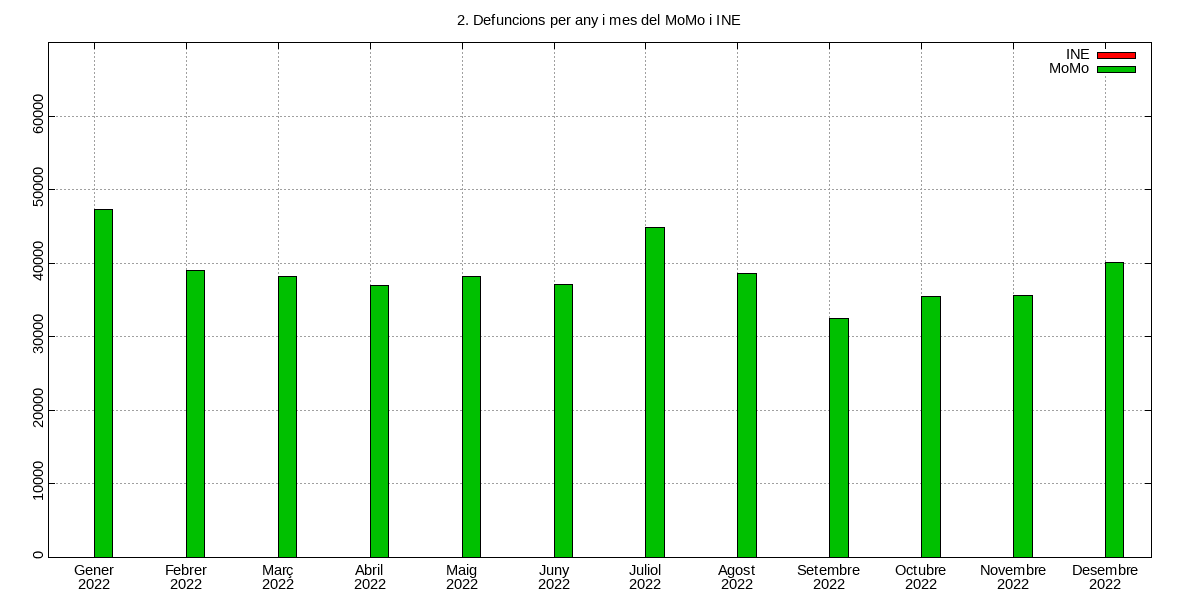 2. Defuncions per any i mes del MoMo i INE
INE
MoMo
60000
50000
40000
30000
20000
10000
0
Gener Febrer Març Abril Maig Juny Juliol Agost Setembre Octubre Novembre Desembre
2022 2022 2022 2022 2022 2022 2022 2022 2022 2022 2022 2022